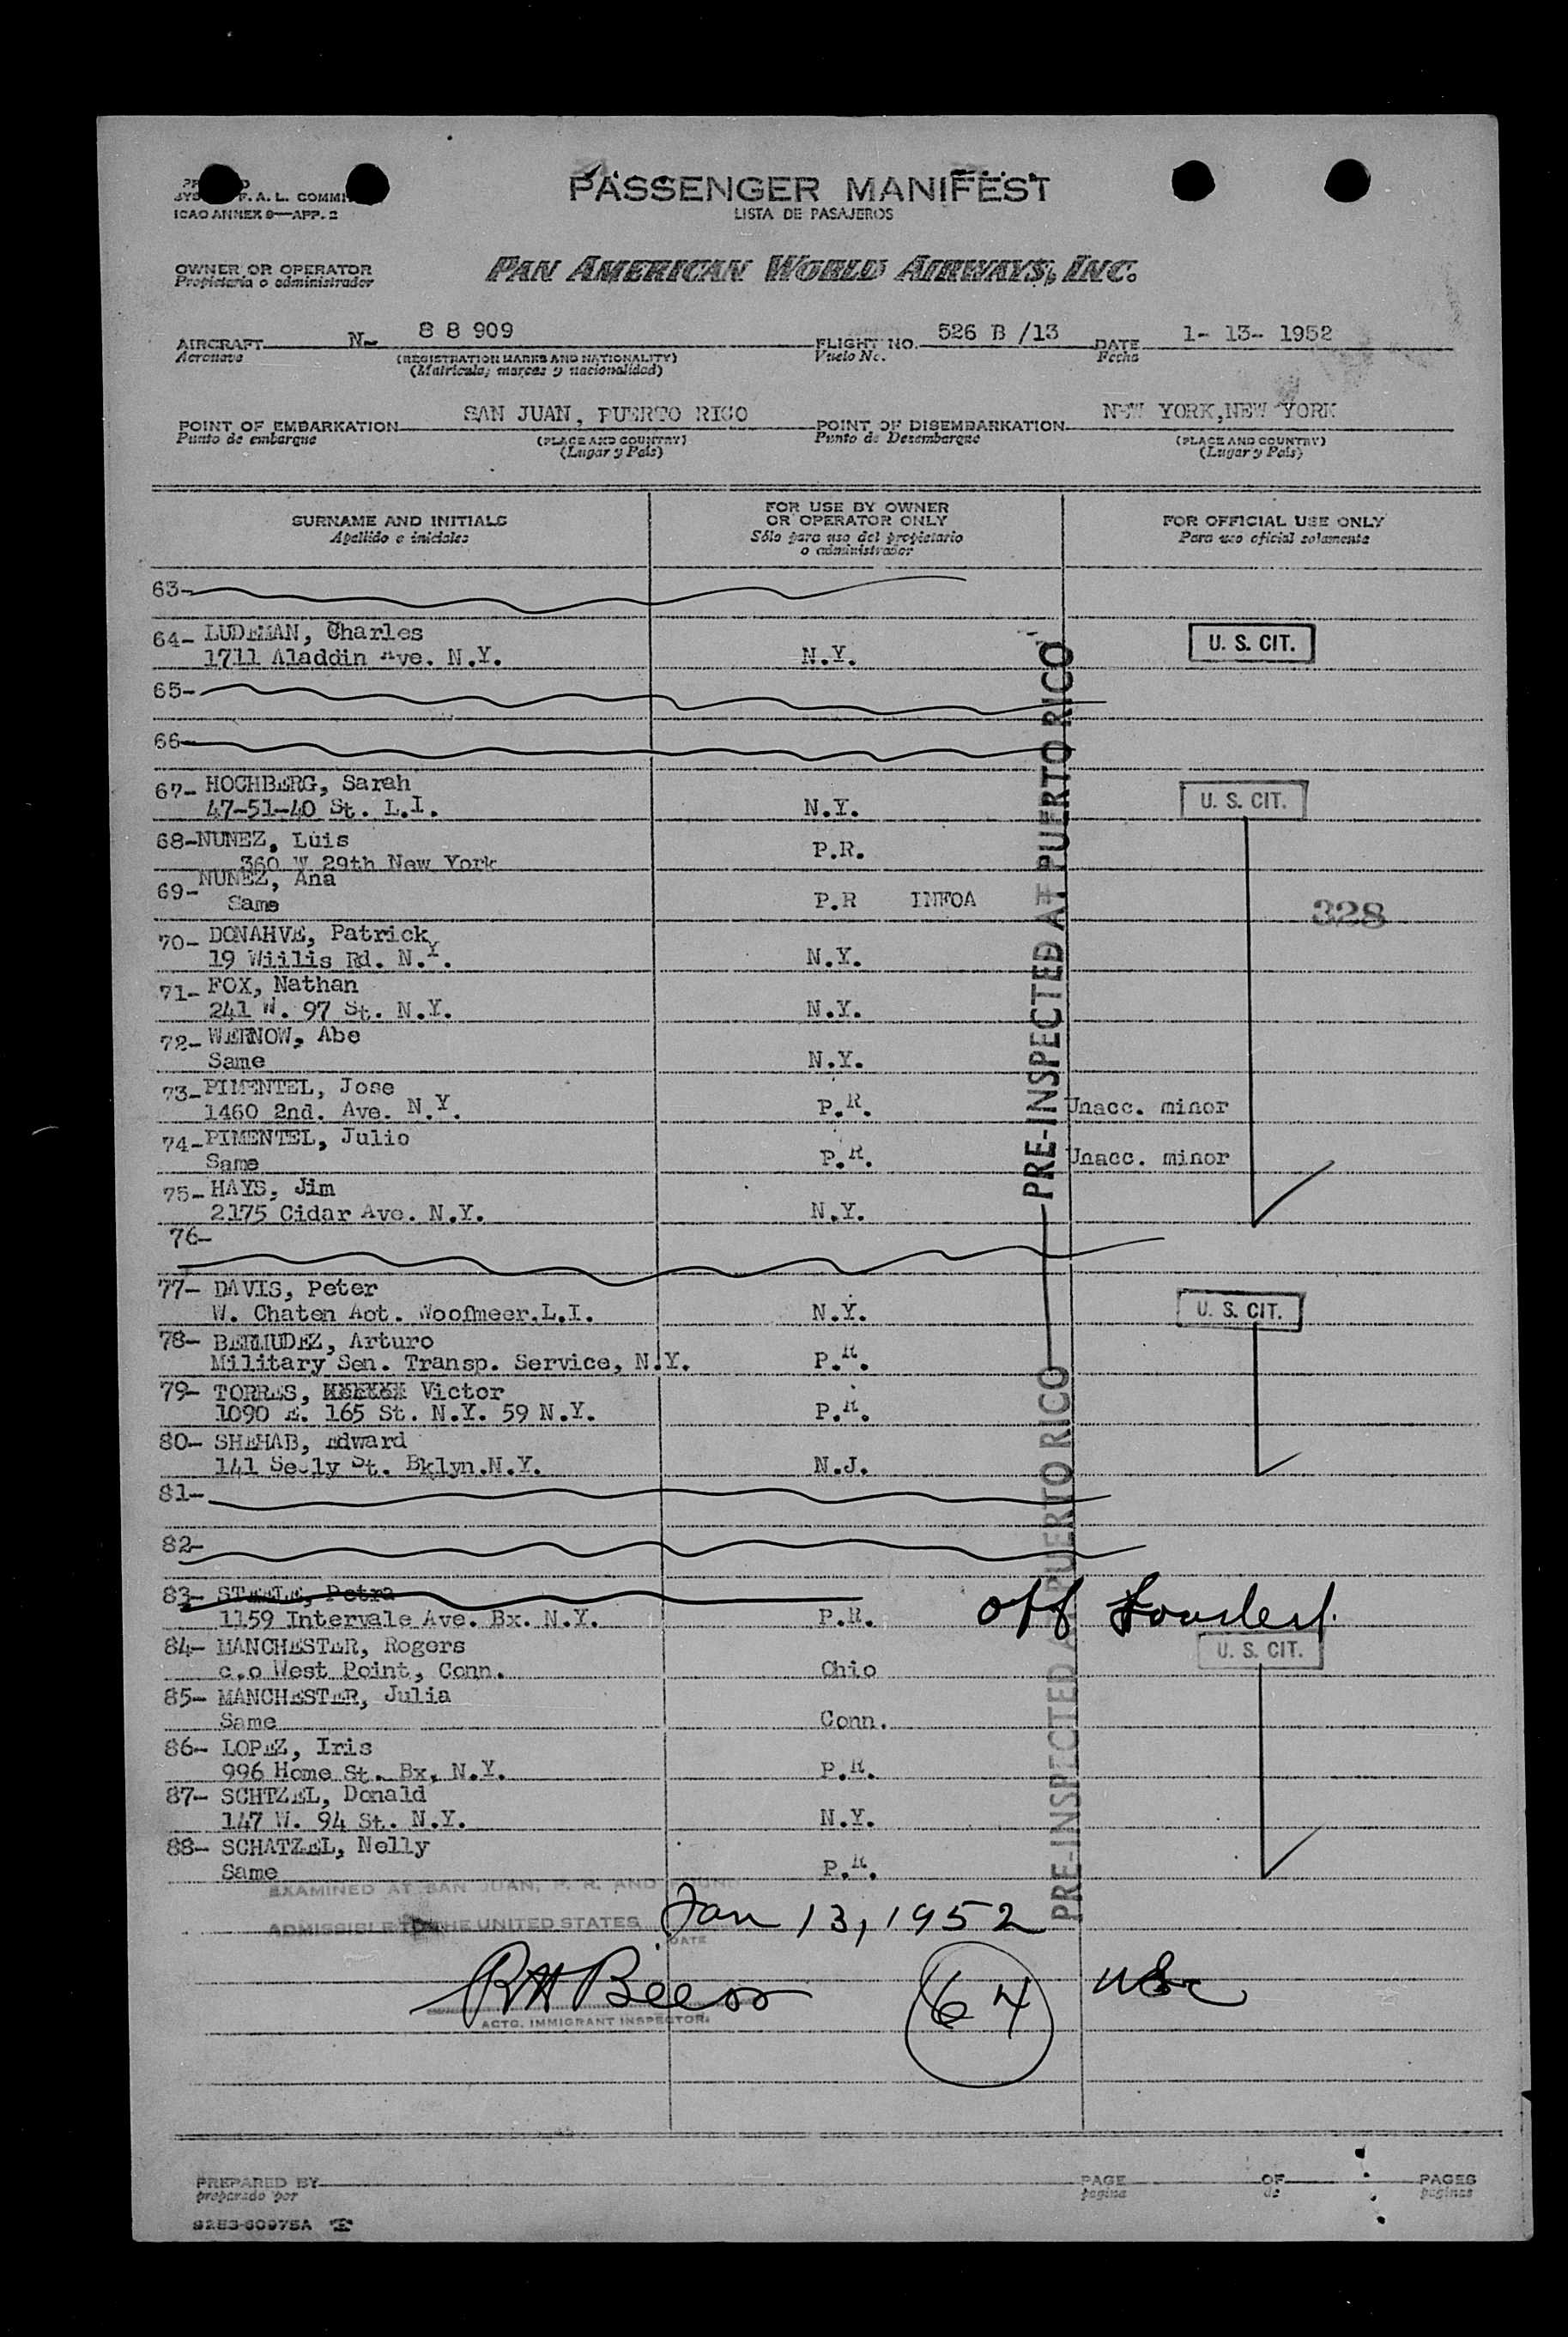 F. A. L. COMMI
ICAO ANNEX 9—APP. 2
PASSENGER MANIFEST
LISTA DE PASAJEROS
OWNER OR OPERATOR
Propietario o administrador
PAN AMERICAN WORLD AIRWAYS, INC.
AIRCRAFT N- 8 8 909 FLIGHT NO. 526 B /13 DATE 1- 13- 1952
Aeronave (REGISTRATION MARKS AND NATIONALITY) Vuelo No. Fecha
(Matricula, marcas y nacionalidad)
POINT OF EMBARKATION SAN JUAN, PUERTO RICO POINT OF DISEMBARKATION NEW YORK,NEW YORK
Punto de embarque (PLACE AND COUNTRY) Punto de Desembarque (PLACE AND COUNTRY)
(Lugar y País) (Lugar y País)
SURNAME AND INITIALS FOR USE BY OWNER OR OPERATOR ONLY FOR OFFICIAL USE ONLY
Apellido e iniciales Sólo para uso del propietario o administrador Para uso oficial solamente
63-
64- LUDEMAN, Charles U. S. CIT.
1711 Aladdin Ave. N.Y. N.Y.
65-
66-
67- HOCHBERG, Sarah U. S. CIT.
47-51-40 St. L.I. N.Y.
68-NUNEZ, Luis P.R.
360 W 29th New York
69- NUNEZ, Ana
Same P.R INFOA 328
70- DONAHVE, Patrick
19 Wiilis Rd. N.Y. N.Y.
71- FOX, Nathan
241 W. 97 St. N.Y. N.Y.
72- WERNOW, Abe
Same N.Y.
73-PIMENTEL, Jose
1460 2nd. Ave. N.Y. P.R. Unacc. minor
74-PIMENTEL, Julio
Same P.R. Unacc. minor
75- HAYS, Jim
2175 Cidar Ave. N.Y. N.Y.
76-
77- DAVIS, Peter U. S. CIT.
W. Chaten Aot. Woofmeer.L.I. N.Y.
78- BERMUDEZ, Arturo
Military Sen. Transp. Service, N.Y. P.R.
79- TORRES, Victor
1090 E. 165 St. N.Y. 59 N.Y. P.R.
80- SHEHAB, Edward
141 Seely St. Bklyn.N.Y. N.J.
81-
82-
83- STEELE, Petra
1159 Intervale Ave. Bx. N.Y. P.R. off loaded.
84- MANCHESTER, Rogers U. S. CIT.
c.o West Point, Conn. Ohio
85- MANCHESTER, Julia
Same Conn.
86- LOPEZ, Iris
996 Home St. Bx. N.Y. P.R.
87- SCHTZEL, Donald
147 W. 94 St. N.Y. N.Y.
88- SCHATZEL, Nelly
Same P.R.
PRE-INSPECTED AT PUERTO RICO
PRE-INSPECTED A PUERTO RICO
EXAMINED AT SAN JUAN, P. R. AND FOUND
ADMISSIBLE TO THE UNITED STATES Jan 13, 1952
DATE
64 USC
ACTG. IMMIGRANT INSPECTOR.
PREPARED BY PAGE OF PAGES
preparado por pagina de paginas